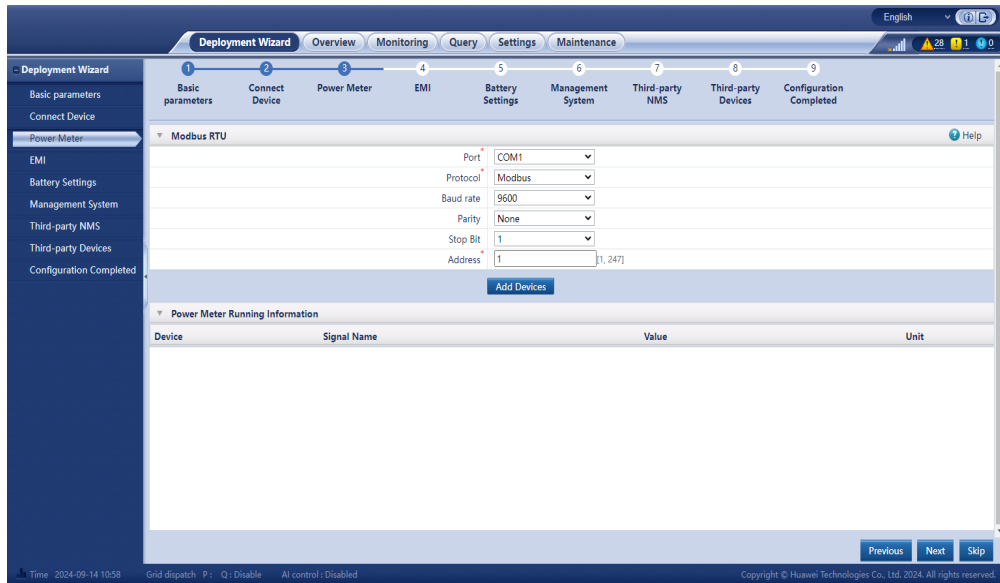 English
Deployment Wizard Overview Monitoring Query Settings Maintenance
28 1 0
Deployment Wizard
Basic parameters
Connect Device
Power Meter
EMI
Battery Settings
Management System
Third-party NMS
Third-party Devices
Configuration Completed
1 2 3 4 5 6 7 8 9
Basic parameters
Connect Device
Power Meter
EMI
Battery Settings
Management System
Third-party NMS
Third-party Devices
Configuration Completed
Modbus RTU Help
Port * COM1
Protocol * Modbus
Baud rate 9600
Parity None
Stop Bit 1
Address * 1 [1, 247]
Add Devices
Power Meter Running Information
Device Signal Name Value Unit
Previous Next Skip
Time 2024-09-14 10:58 Grid dispatch P : Q : Disable AI control : Disabled Copyright © Huawei Technologies Co., Ltd. 2024. All rights reserved.